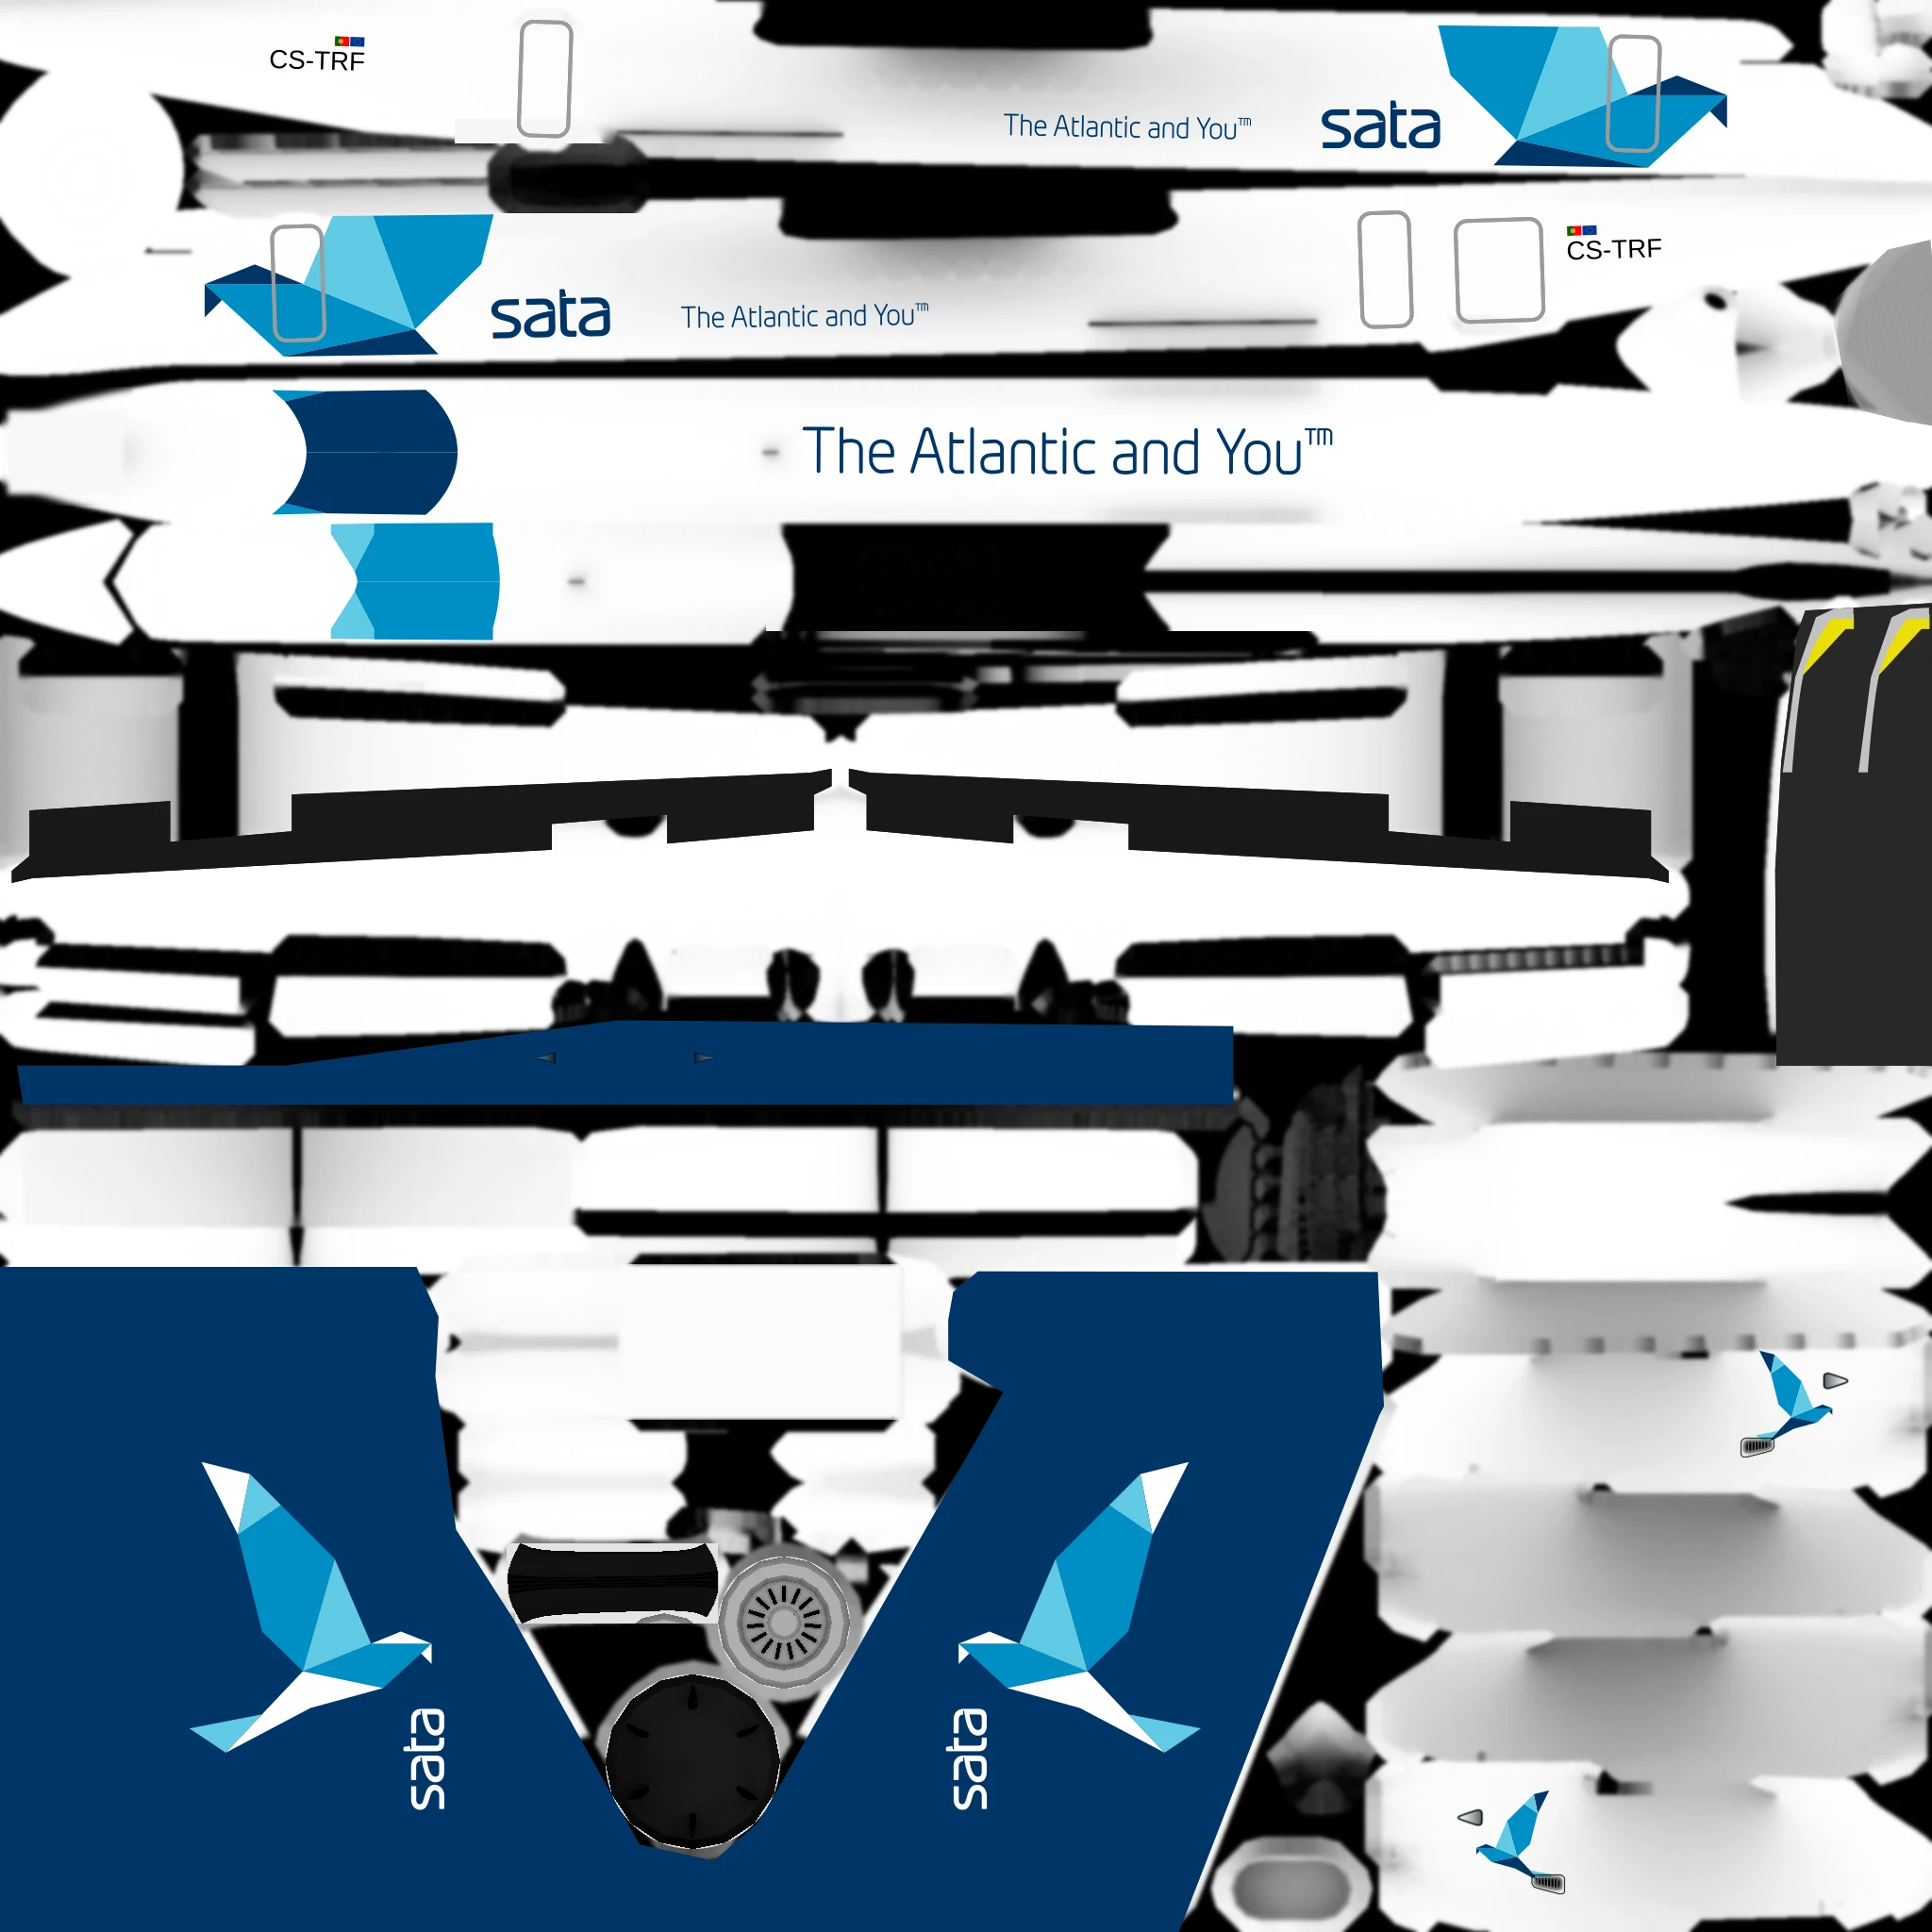 CS-TRF
The Atlantic and You™
sata
CS-TRF
sata
The Atlantic and You™
The Atlantic and You™
sata
sata